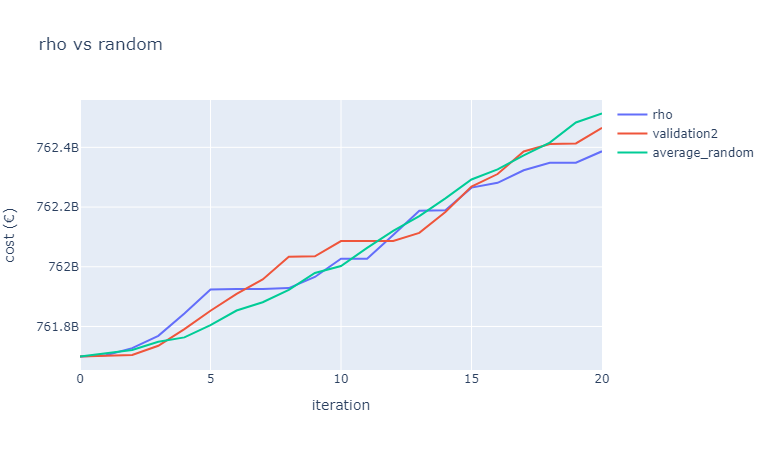 rho vs random
rho
validation2
average_random
762.4B
762.2B
762B
761.8B
cost (€)
0
5
10
15
20
iteration